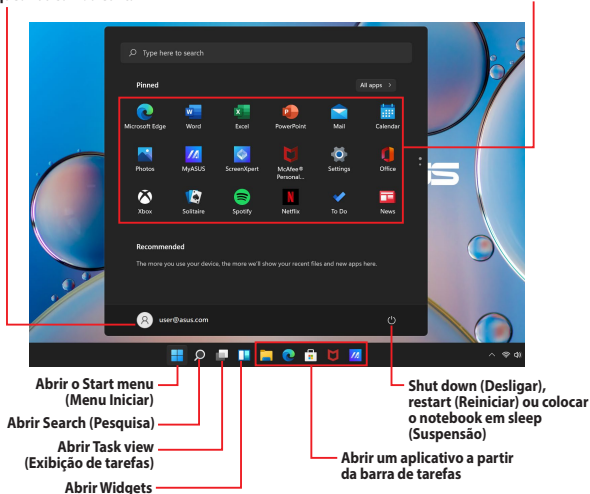 Type here to search
Pinned
All apps >
Microsoft Edge
Word
Excel
PowerPoint
Mail
Calendar
Photos
MyASUS
ScreenXpert
McAfee®
Personal...
Settings
Office
Xbox
Solitaire
Spotify
Netflix
To Do
News
Recommended
The more you use your device, the more we'll show your recent files and new apps here.
user@asus.com
Abrir o Start menu
(Menu Iniciar)
Abrir Search (Pesquisa)
Abrir Task view
(Exibição de tarefas)
Abrir Widgets
Shut down (Desligar),
restart (Reiniciar) ou colocar
o notebook em sleep
(Suspensão)
Abrir um aplicativo a partir
da barra de tarefas